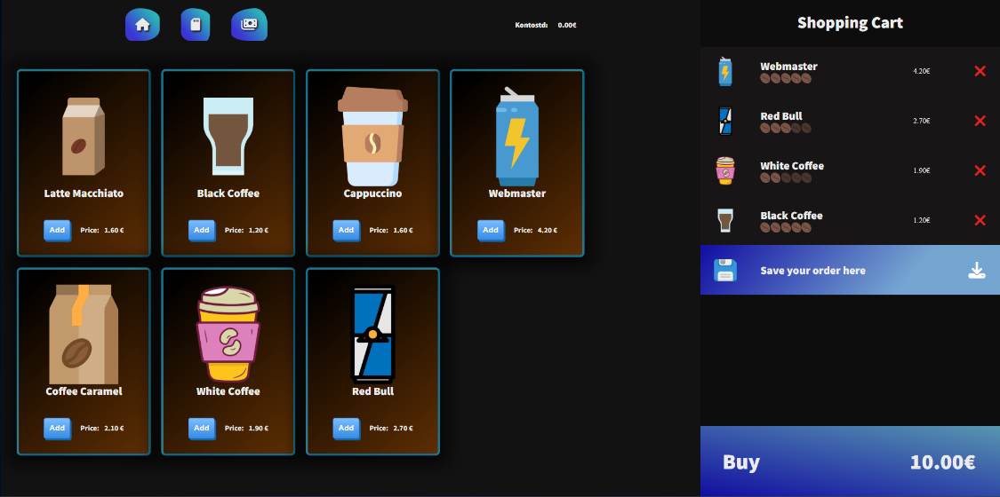 Kontostd: 0.00€
Latte Macchiato
Add Price: 1.60 €
Black Coffee
Add Price: 1.20 €
Cappuccino
Add Price: 1.60 €
Webmaster
Add Price: 4.20 €
Coffee Caramel
Add Price: 2.10 €
White Coffee
Add Price: 1.90 €
Red Bull
Add Price: 2.70 €
Shopping Cart
Webmaster 4.20€
Red Bull 2.70€
White Coffee 1.90€
Black Coffee 1.20€
Save your order here
Buy 10.00€